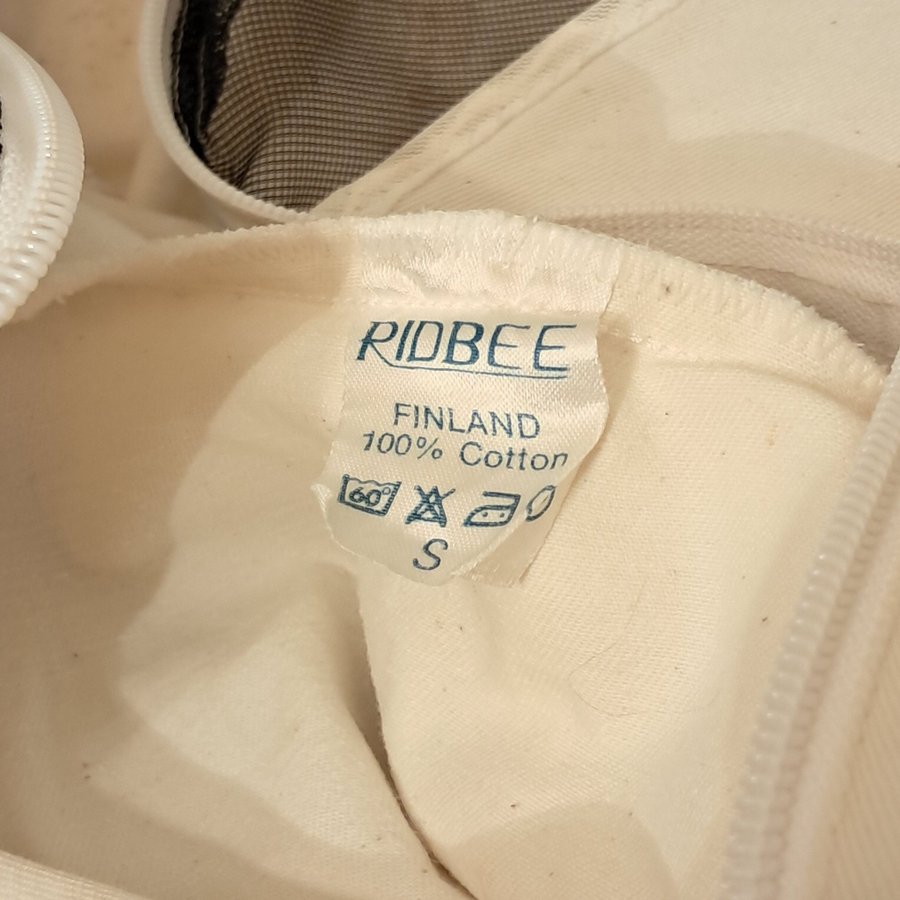 RIDBEE
FINLAND
100% Cotton
60°
S